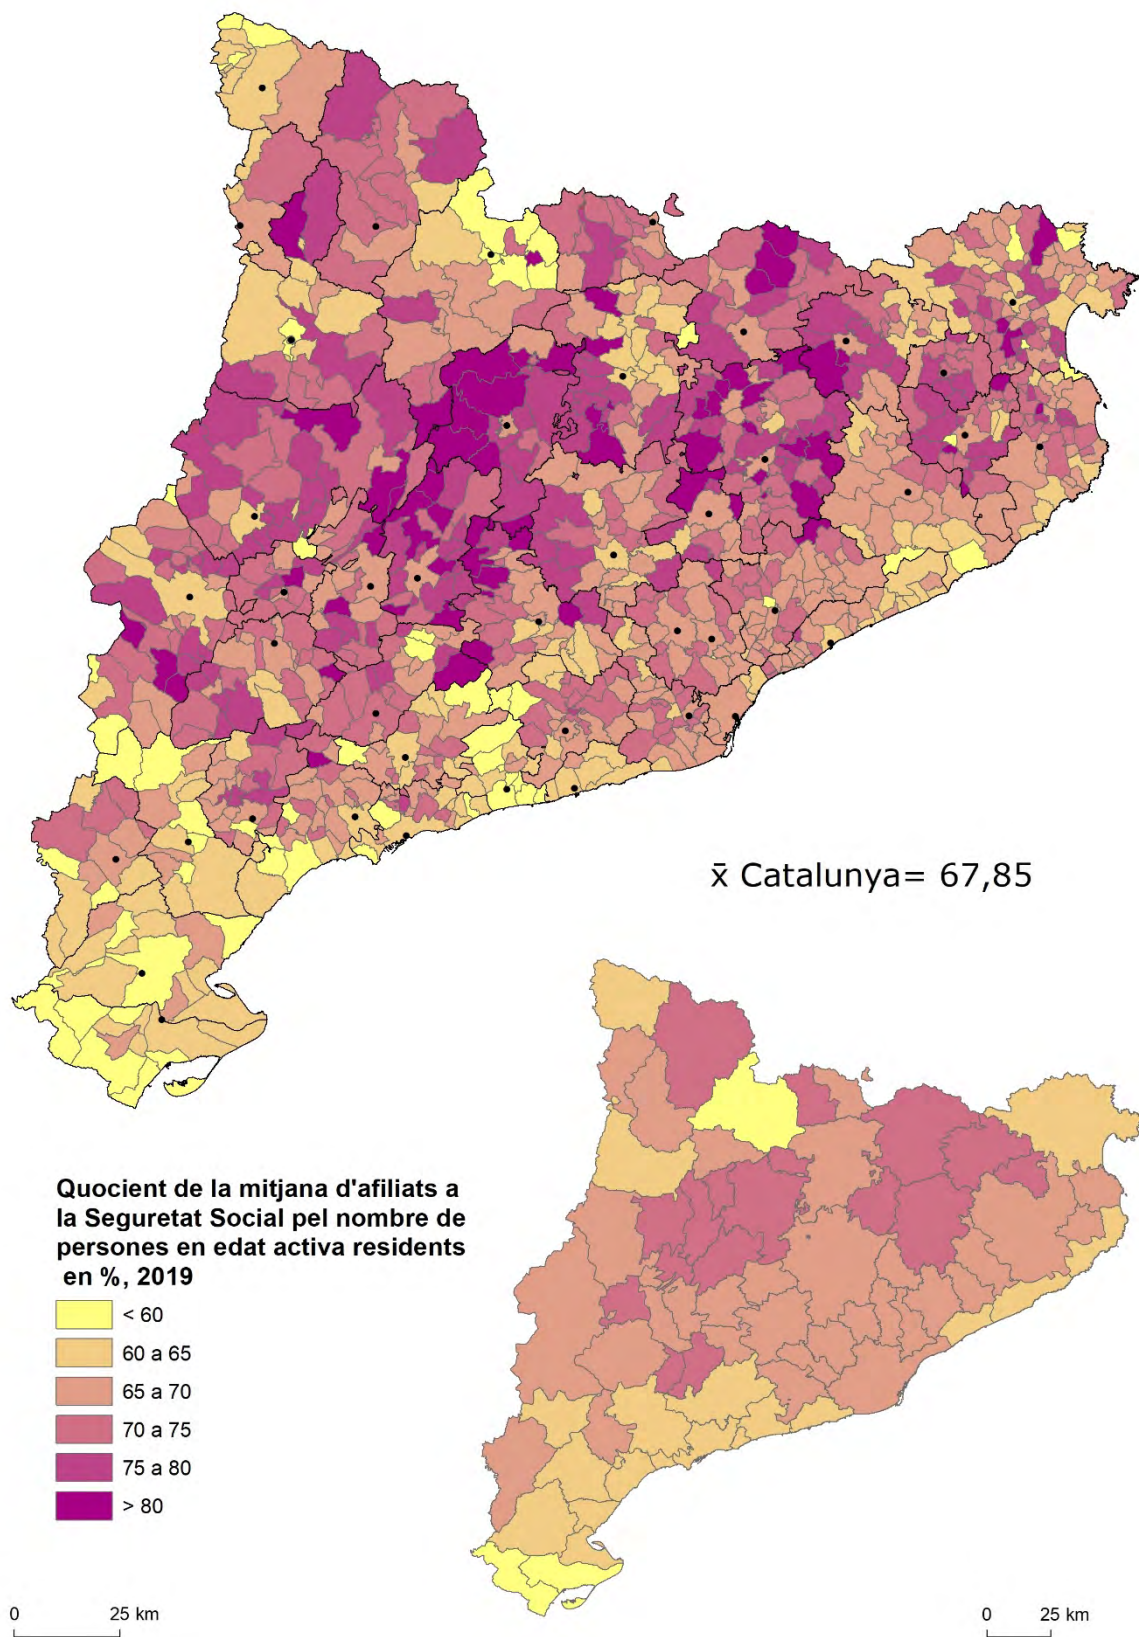 x̄ Catalunya= 67,85
Quocient de la mitjana d'afiliats a
la Seguretat Social pel nombre de
persones en edat activa residents
en %, 2019
< 60
60 a 65
65 a 70
70 a 75
75 a 80
> 80
0 25 km
0 25 km